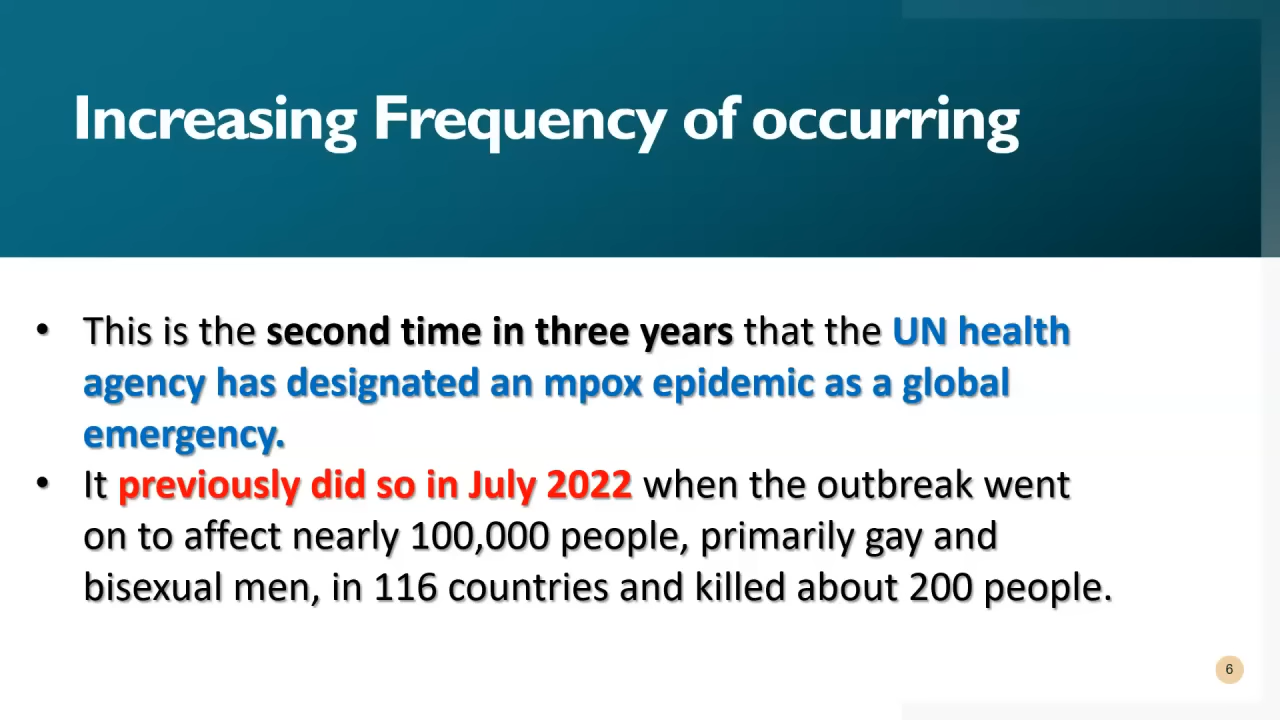 Increasing Frequency of occurring
• This is the second time in three years that the UN health
agency has designated an mpox epidemic as a global
emergency.
• It previously did so in July 2022 when the outbreak went
on to affect nearly 100,000 people, primarily gay and
bisexual men, in 116 countries and killed about 200 people.
6